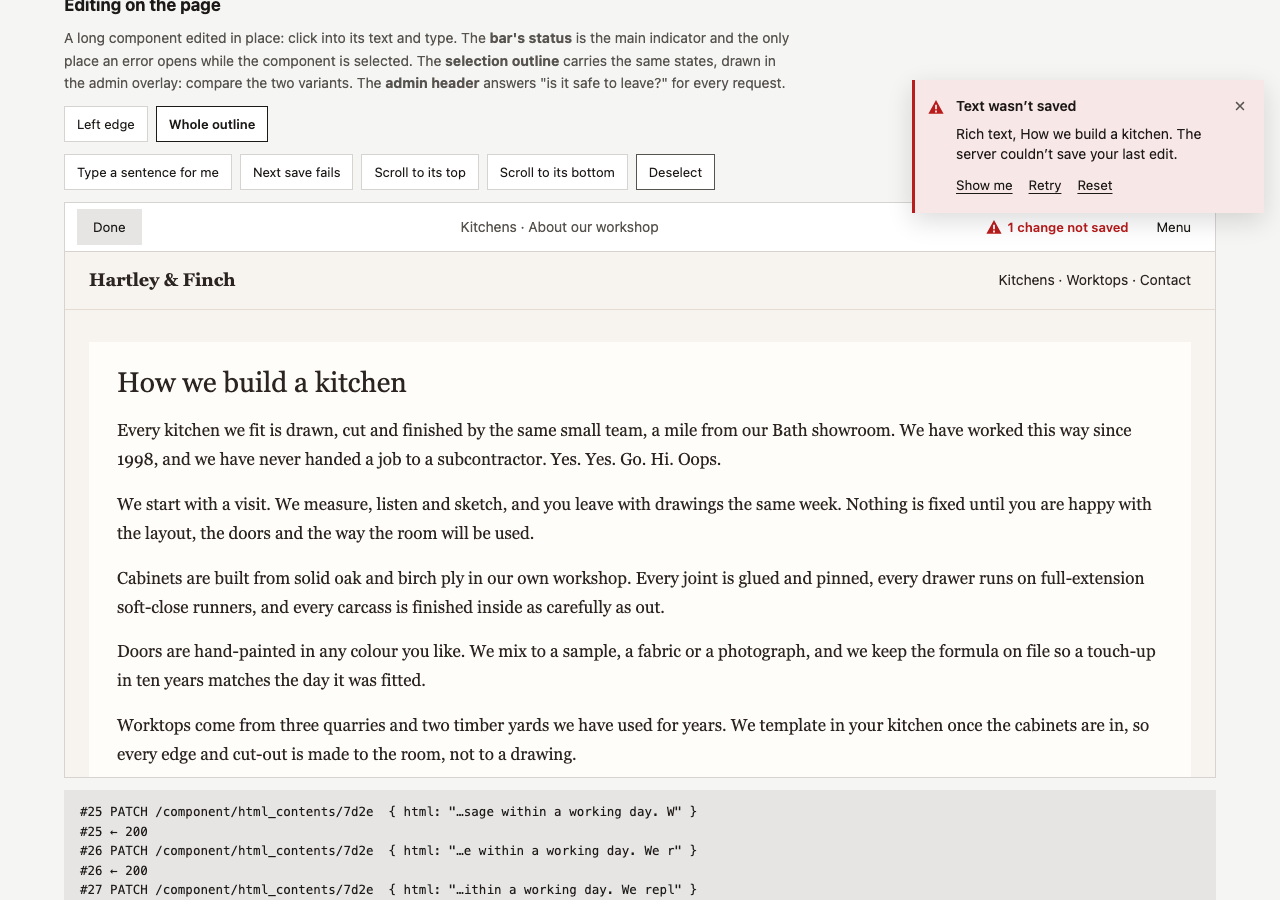 Editing on the page
A long component edited in place: click into its text and type. The bar's status is the main indicator and the only
place an error opens while the component is selected. The selection outline carries the same states, drawn in
the admin overlay: compare the two variants. The admin header answers "is it safe to leave?" for every request.
Left edge
Whole outline
Type a sentence for me
Next save fails
Scroll to its top
Scroll to its bottom
Deselect
Text wasn’t saved
Rich text, How we build a kitchen. The
server couldn’t save your last edit.
Show me
Retry
Reset
Done
Kitchens · About our workshop
1 change not saved
Menu
Hartley & Finch
Kitchens · Worktops · Contact
How we build a kitchen
Every kitchen we fit is drawn, cut and finished by the same small team, a mile from our Bath showroom. We have worked this way since
1998, and we have never handed a job to a subcontractor. Yes. Yes. Go. Hi. Oops.
We start with a visit. We measure, listen and sketch, and you leave with drawings the same week. Nothing is fixed until you are happy with
the layout, the doors and the way the room will be used.
Cabinets are built from solid oak and birch ply in our own workshop. Every joint is glued and pinned, every drawer runs on full-extension
soft-close runners, and every carcass is finished inside as carefully as out.
Doors are hand-painted in any colour you like. We mix to a sample, a fabric or a photograph, and we keep the formula on file so a touch-up
in ten years matches the day it was fitted.
Worktops come from three quarries and two timber yards we have used for years. We template in your kitchen once the cabinets are in, so
every edge and cut-out is made to the room, not to a drawing.
#25 PATCH /component/html_contents/7d2e  { html: "…sage within a working day. W" }
#25 ← 200
#26 PATCH /component/html_contents/7d2e  { html: "…e within a working day. We r" }
#26 ← 200
#27 PATCH /component/html_contents/7d2e  { html: "…ithin a working day. We repl" }